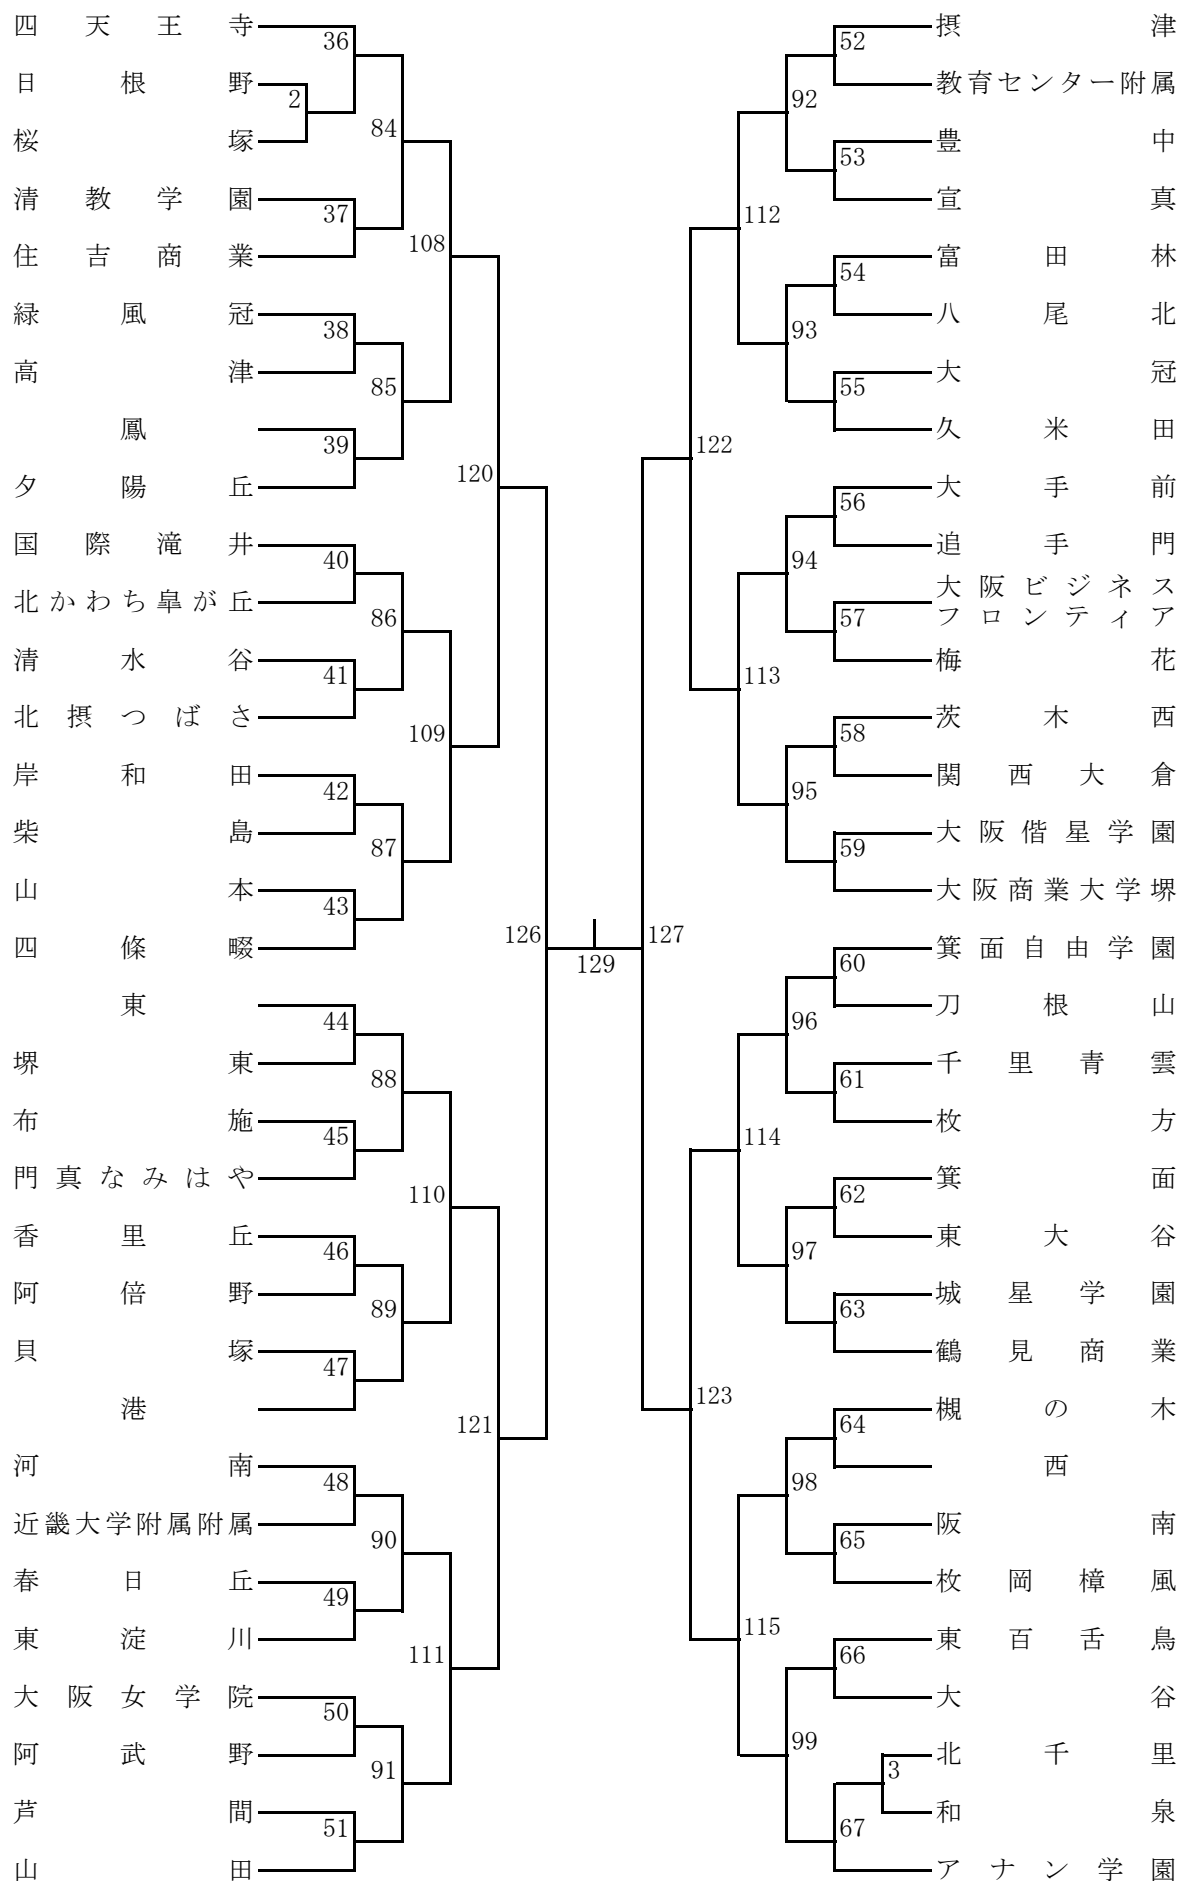 四天王寺
36
日根野
2
桜塚
84
清教学園
37
住吉商業
108
緑風冠
38
高津
85
鳳
39
夕陽丘
120
国際滝井
40
北かわち皐が丘
86
清水谷
41
北摂つばさ
109
岸和田
42
柴島
87
山本
43
四條畷
126
東
44
堺東
88
布施
45
門真なみはや
110
香里丘
46
阿倍野
89
貝塚
47
港
121
河南
48
近畿大学附属附属
90
春日丘
49
東淀川
111
大阪女学院
50
阿武野
91
芦間
51
山田
129
摂津
52
教育センター附属
92
豊中
53
宣真
112
富田林
54
八尾北
93
大冠
55
久米田
122
大手前
56
追手門
94
大阪ビジネス
フロンティア
57
梅花
113
茨木西
58
関西大倉
95
大阪偕星学園
59
大阪商業大学堺
127
箕面自由学園
60
刀根山
96
千里青雲
61
枚方
114
箕面
62
東大谷
97
城星学園
63
鶴見商業
123
槻の木
64
西
98
阪南
65
枚岡樟風
115
東百舌鳥
66
大谷
99
北千里
3
和泉
67
アナン学園